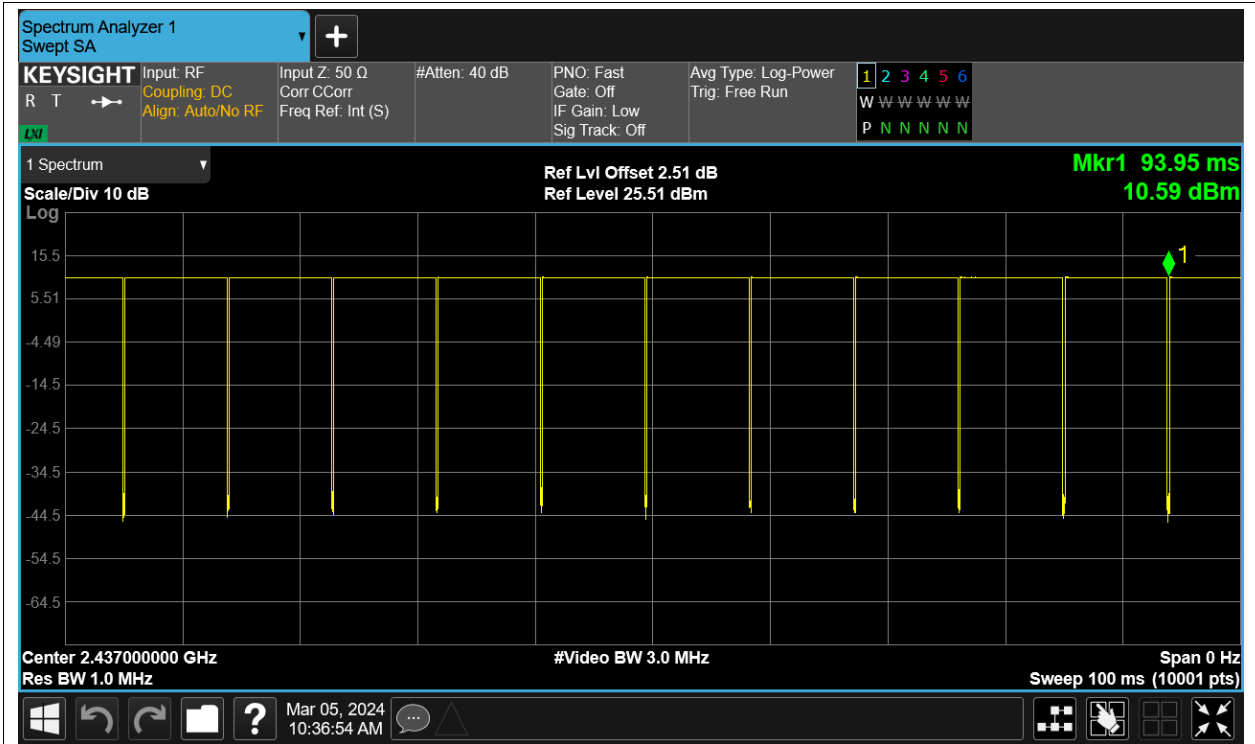 Spectrum Analyzer 1
Swept SA
KEYSIGHT
R T
LXI
Input: RF
Coupling: DC
Align: Auto/No RF
Input Z: 50 Ω
Corr CCorr
Freq Ref: Int (S)
#Atten: 40 dB
PNO: Fast
Gate: Off
IF Gain: Low
Sig Track: Off
Avg Type: Log-Power
Trig: Free Run
1 2 3 4 5 6
W W W W W W
P N N N N N
1 Spectrum
Scale/Div 10 dB
Log
Ref Lvl Offset 2.51 dB
Ref Level 25.51 dBm
Mkr1 93.95 ms
10.59 dBm
1
15.5
5.51
-4.49
-14.5
-24.5
-34.5
-44.5
-54.5
-64.5
Center 2.437000000 GHz
Res BW 1.0 MHz
#Video BW 3.0 MHz
Span 0 Hz
Sweep 100 ms (10001 pts)
?
Mar 05, 2024
10:36:54 AM